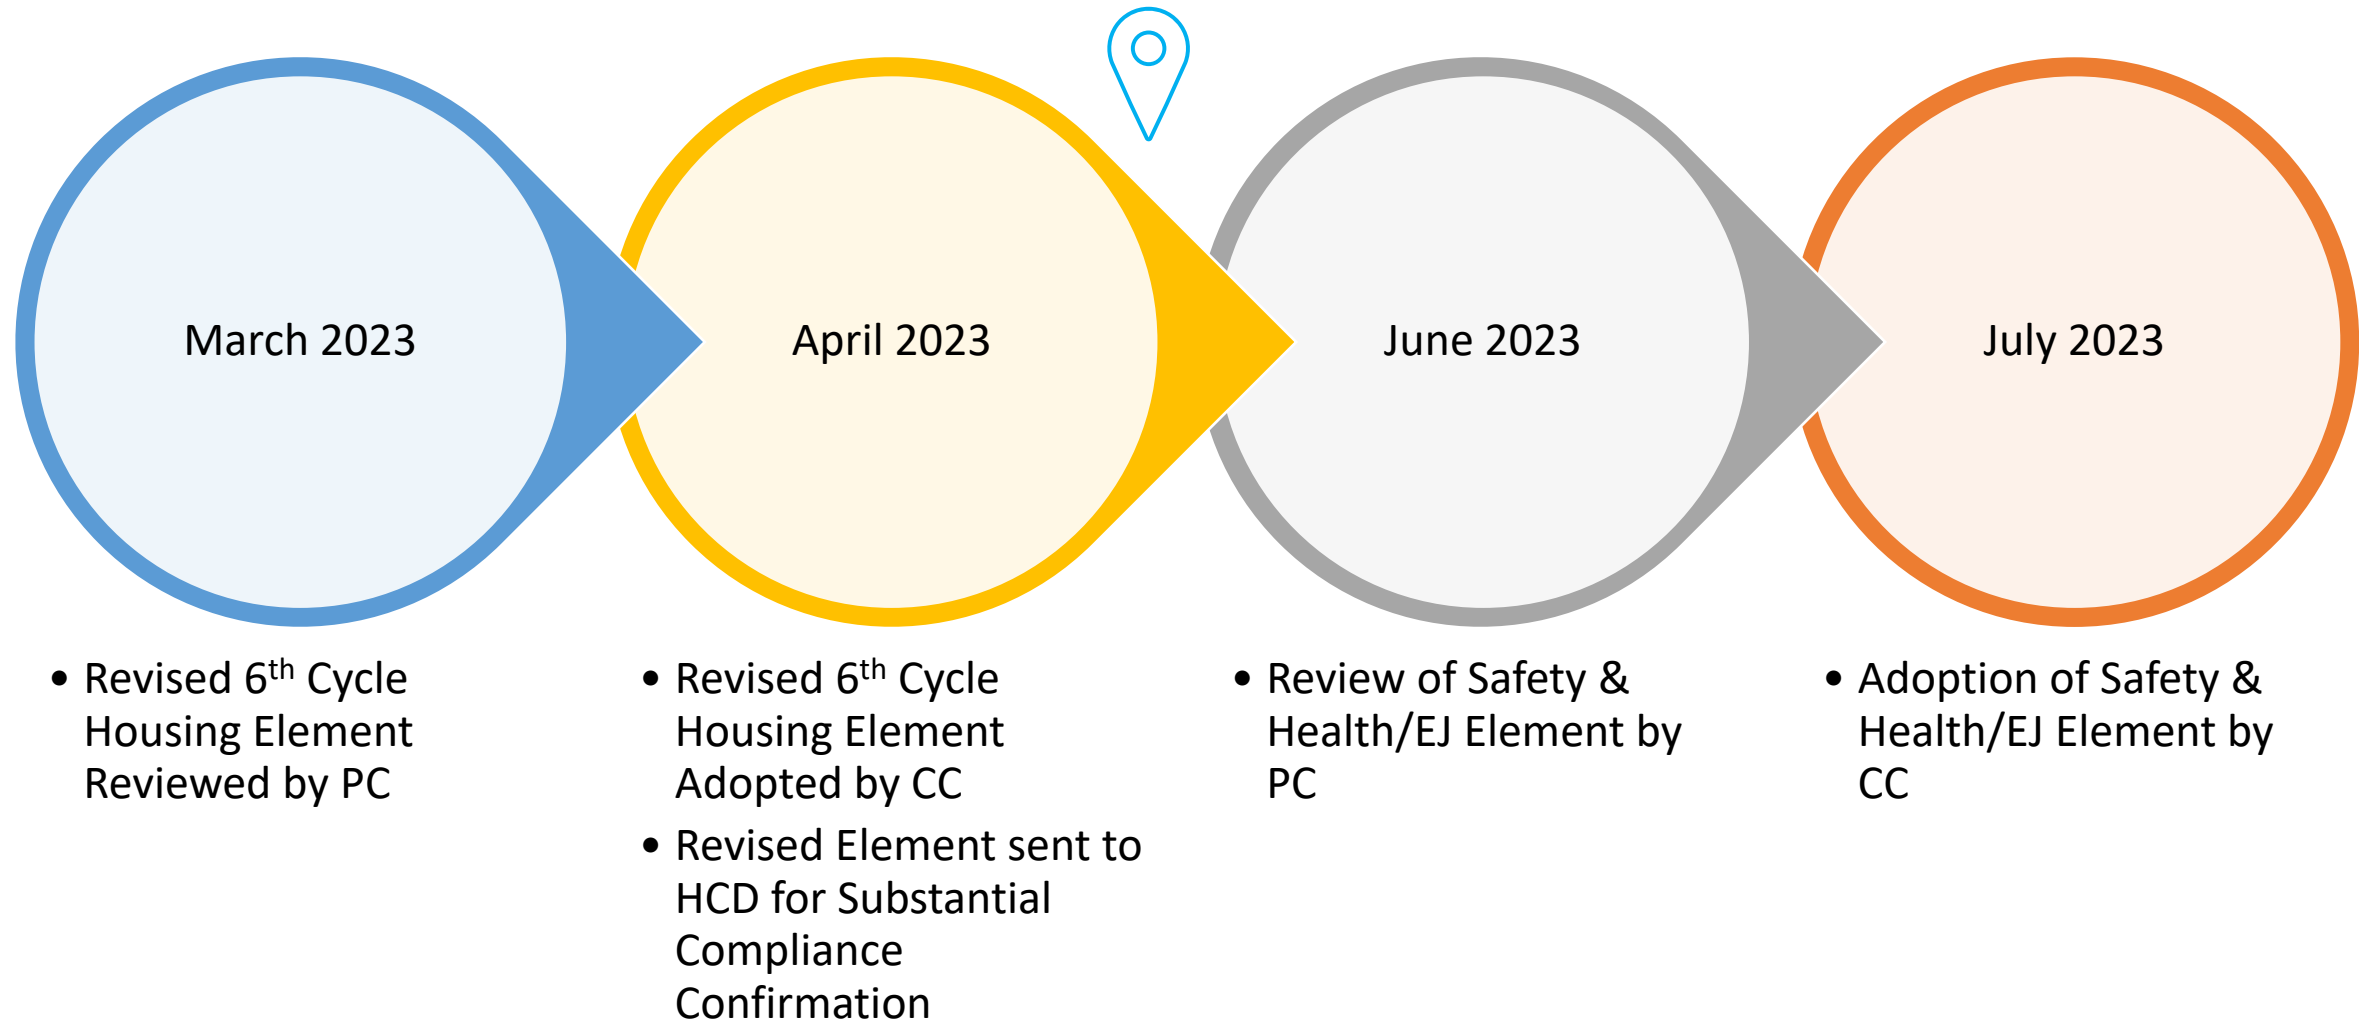 March 2023
• Revised 6th Cycle
Housing Element
Reviewed by PC
April 2023
• Revised 6th Cycle
Housing Element
Adopted by CC
• Revised Element sent to
HCD for Substantial
Compliance
Confirmation
June 2023
• Review of Safety &
Health/EJ Element by
PC
July 2023
• Adoption of Safety &
Health/EJ Element by
CC